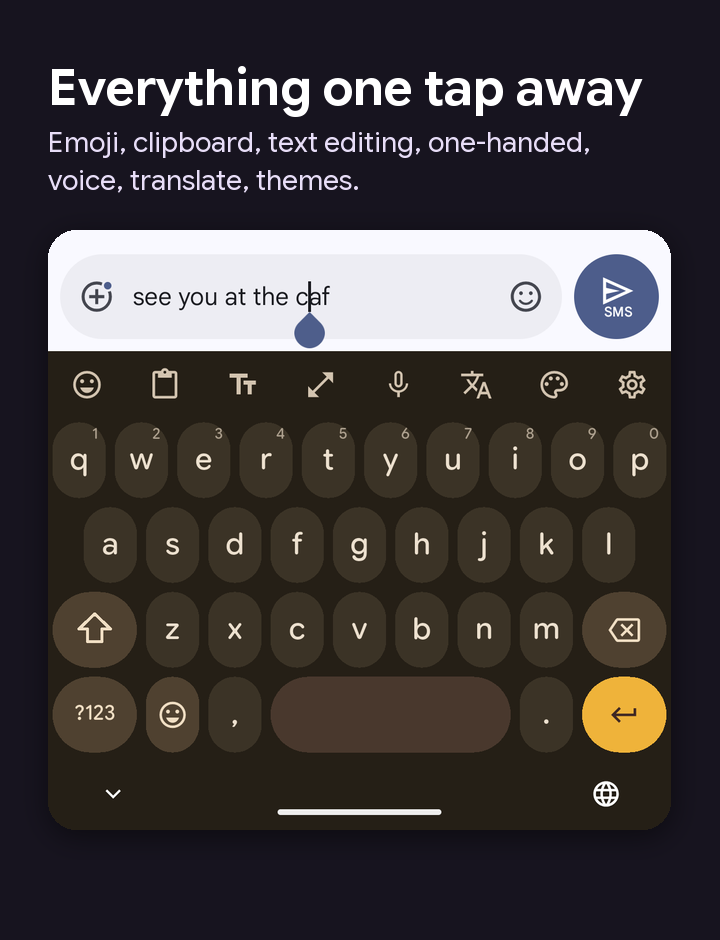 Everything one tap away
Emoji, clipboard, text editing, one-handed,
voice, translate, themes.
see you at the caf
SMS
1 2 3 4 5 6 7 8 9 0
q w e r t y u i o p
a s d f g h j k l
z x c v b n m
?123 , .